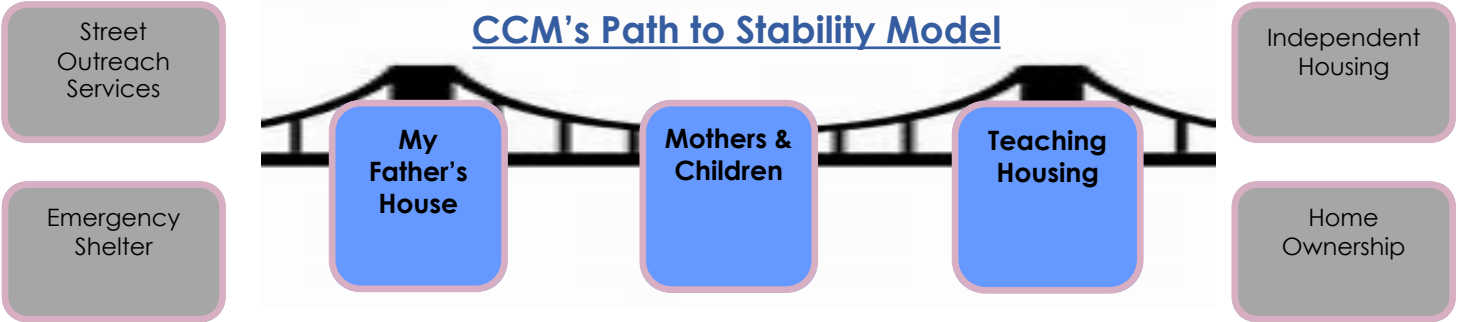 CCM’s Path to Stability Model
Street
Outreach
Services
Emergency
Shelter
My
Father’s
House
Mothers &
Children
Teaching
Housing
Independent
Housing
Home
Ownership